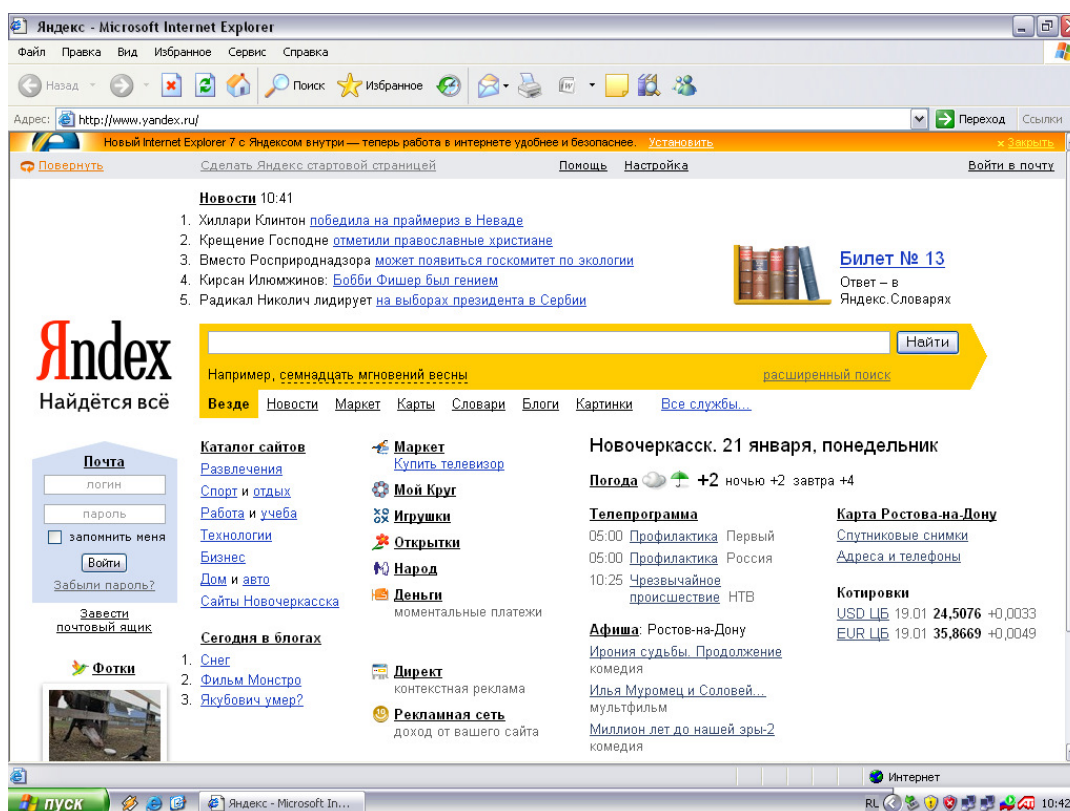 Яндекс - Microsoft Internet Explorer
Файл Правка Вид Избранное Сервис Справка
Назад Поиск Избранное
Адрес: http://www.yandex.ru/ Переход Ссылки
Новый Internet Explorer 7 с Яндексом внутри — теперь работа в интернете удобнее и безопаснее. Установить × Закрыть
Повернуть Сделать Яндекс стартовой страницей Помощь Настройка Войти в почту
Новости 10:41
1. Хиллари Клинтон победила на праймериз в Неваде
2. Крещение Господне отметили православные христиане
3. Вместо Росприроднадзора может появиться госкомитет по экологии
4. Кирсан Илюмжинов: Бобби Фишер был гением
5. Радикал Николич лидирует на выборах президента в Сербии
Билет № 13
Ответ – в
Яндекс.Словарях
Яndex
Найдётся всё
Найти
Например, семнадцать мгновений весны расширенный поиск
Везде Новости Маркет Карты Словари Блоги Картинки Все службы...
Почта
логин
пароль
запомнить меня
Войти
Забыли пароль?
Завести
почтовый ящик
Фотки
Каталог сайтов
Развлечения
Спорт и отдых
Работа и учеба
Технологии
Бизнес
Дом и авто
Сайты Новочеркасска
Сегодня в блогах
1. Снег
2. Фильм Монстро
3. Якубович умер?
Маркет
Купить телевизор
Мой Круг
Игрушки
Открытки
Народ
Деньги
моментальные платежи
Директ
контекстная реклама
Рекламная сеть
доход от вашего сайта
Новочеркасск. 21 января, понедельник
Погода +2 ночью +2 завтра +4
Телепрограмма
05:00 Профилактика Первый
05:00 Профилактика Россия
10:25 Чрезвычайное
происшествие НТВ
Афиша: Ростов-на-Дону
Ирония судьбы. Продолжение
комедия
Илья Муромец и Соловей...
мультфильм
Миллион лет до нашей эры-2
комедия
Карта Ростова-на-Дону
Спутниковые снимки
Адреса и телефоны
Котировки
USD ЦБ 19.01 24,5076 +0,0033
EUR ЦБ 19.01 35,8669 +0,0049
Интернет
пуск Яндекс - Microsoft In... RL 10:42